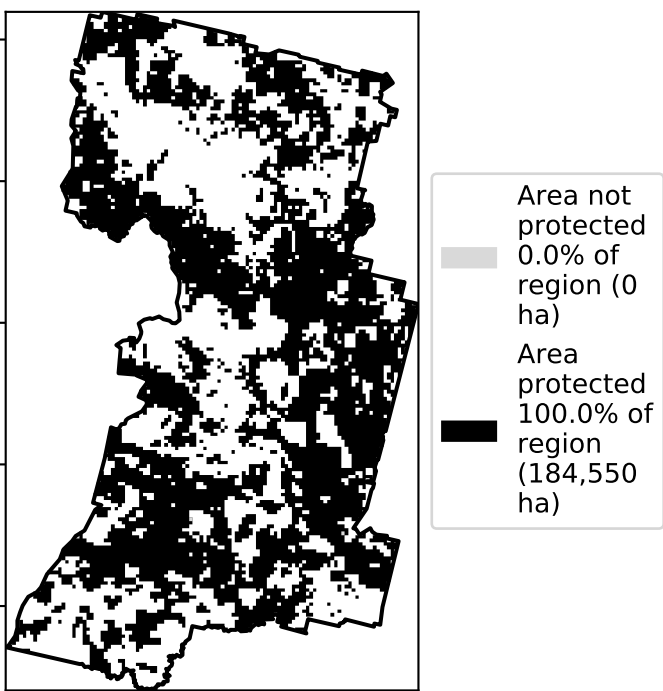 Area not
protected
0.0% of
region (0
ha)
Area
protected
100.0% of
region
(184,550
ha)